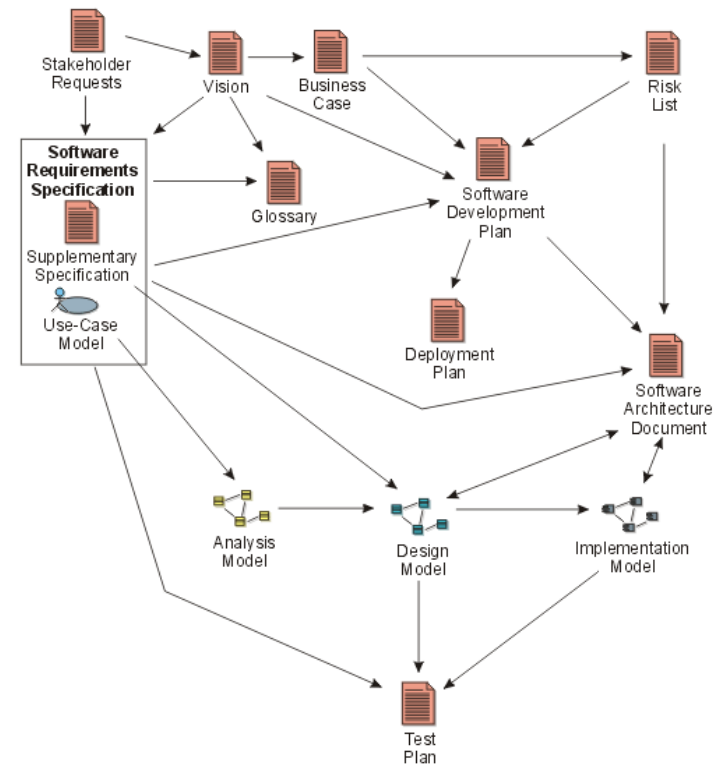 Stakeholder
Requests
Vision
Business
Case
Risk
List
Software
Requirements
Specification
Supplementary
Specification
Use-Case
Model
Glossary
Software
Development
Plan
Deployment
Plan
Software
Architecture
Document
Analysis
Model
Design
Model
Implementation
Model
Test
Plan